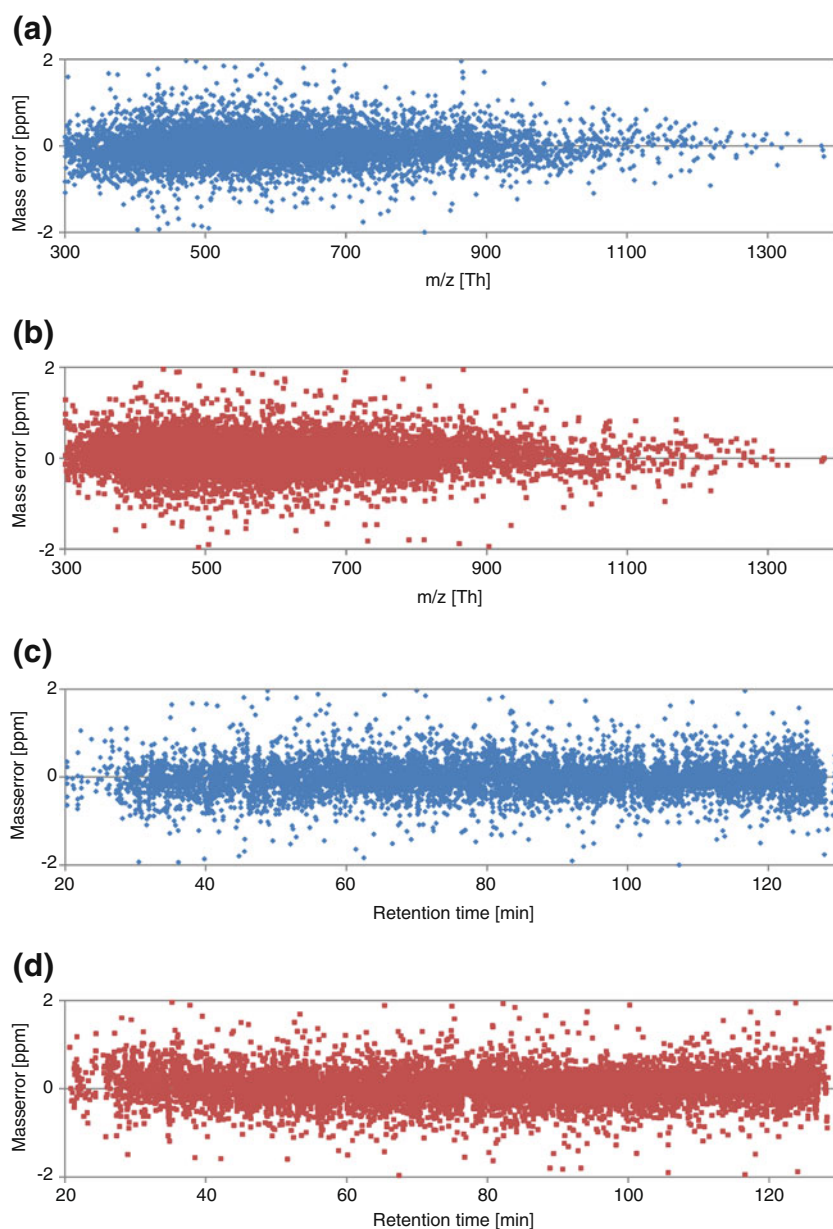 (a)
Mass error [ppm]
2
0
-2
300 500 700 900 1100 1300
m/z [Th]
(b)
Mass error [ppm]
2
0
-2
300 500 700 900 1100 1300
m/z [Th]
(c)
Masserror [ppm]
2
0
-2
20 40 60 80 100 120
Retention time [min]
(d)
Masserror [ppm]
2
0
-2
20 40 60 80 100 120
Retention time [min]